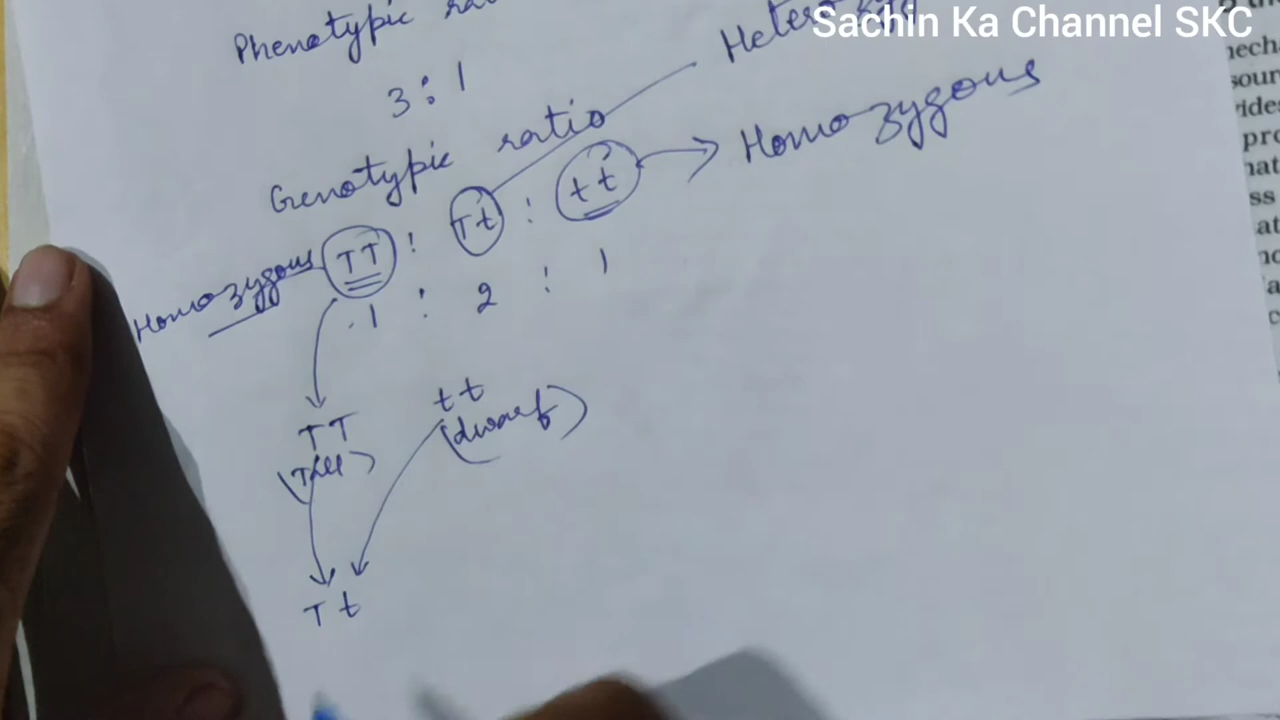 Sachin Ka Channel SKC
Phenotypic
3 : 1
Genotypic ratio
Homozygous TT : Tt : tt → Homozygous
1 : 2 : 1
TT tt
(Tall) (dwarf)
Tt